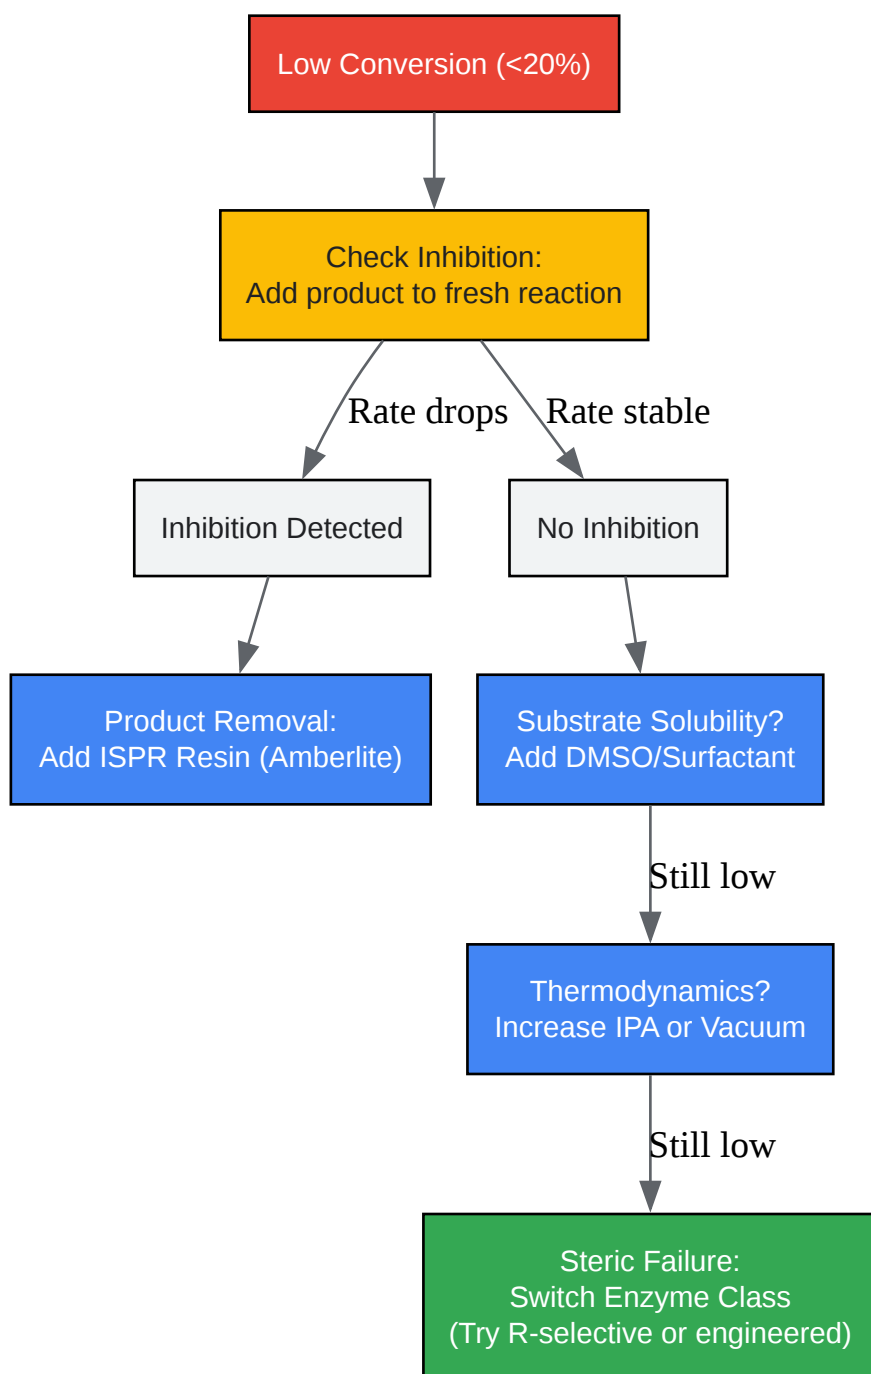 Low Conversion (<20%)
Check Inhibition:
Add product to fresh reaction
Rate drops
Rate stable
Inhibition Detected
No Inhibition
Product Removal:
Add ISPR Resin (Amberlite)
Substrate Solubility?
Add DMSO/Surfactant
Still low
Thermodynamics?
Increase IPA or Vacuum
Still low
Steric Failure:
Switch Enzyme Class
(Try R-selective or engineered)